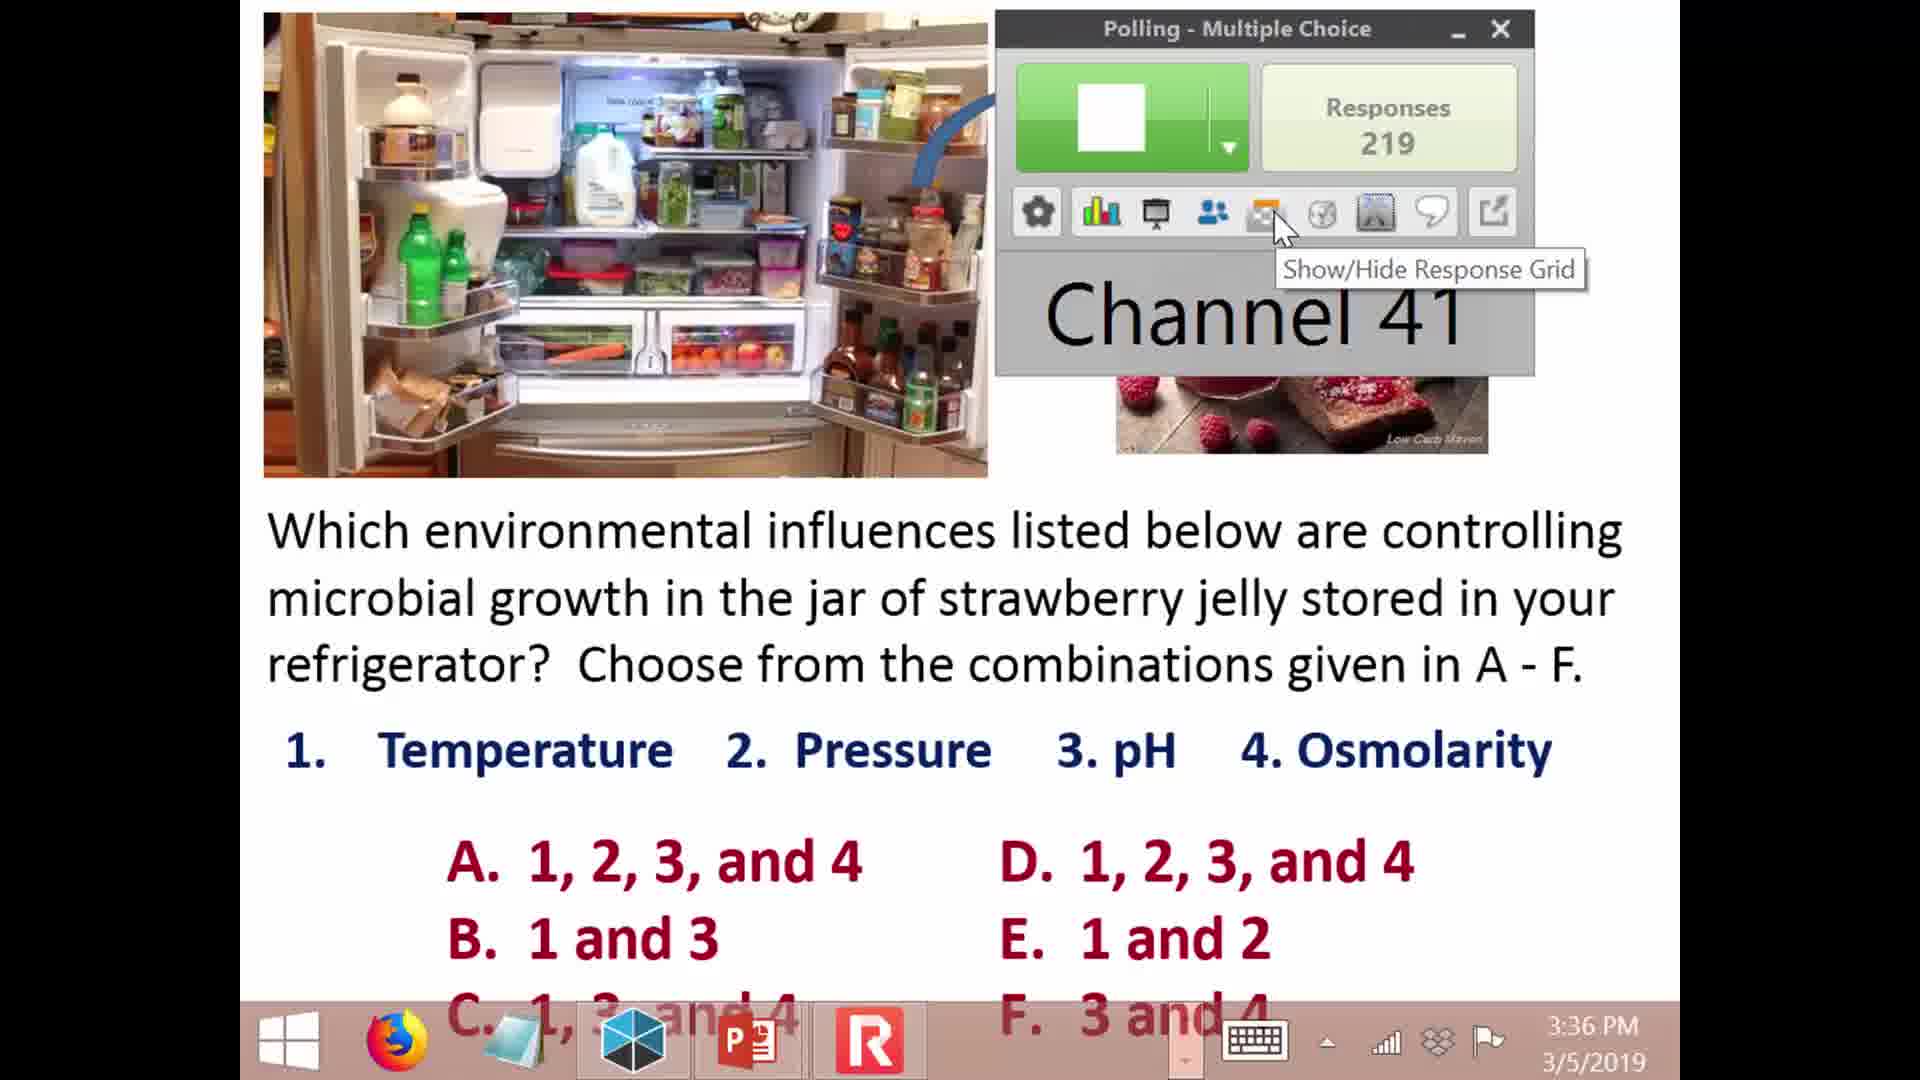 Polling - Multiple Choice
Responses
219
Show/Hide Response Grid
Channel 41
Low Carb Maven
Which environmental influences listed below are controlling
microbial growth in the jar of strawberry jelly stored in your
refrigerator?  Choose from the combinations given in A - F.
1. Temperature 2. Pressure 3. pH 4. Osmolarity
A. 1, 2, 3, and 4
D. 1, 2, 3, and 4
B. 1 and 3
E. 1 and 2
C. 1, 3, and 4
F. 3 and 4
3:36 PM
3/5/2019